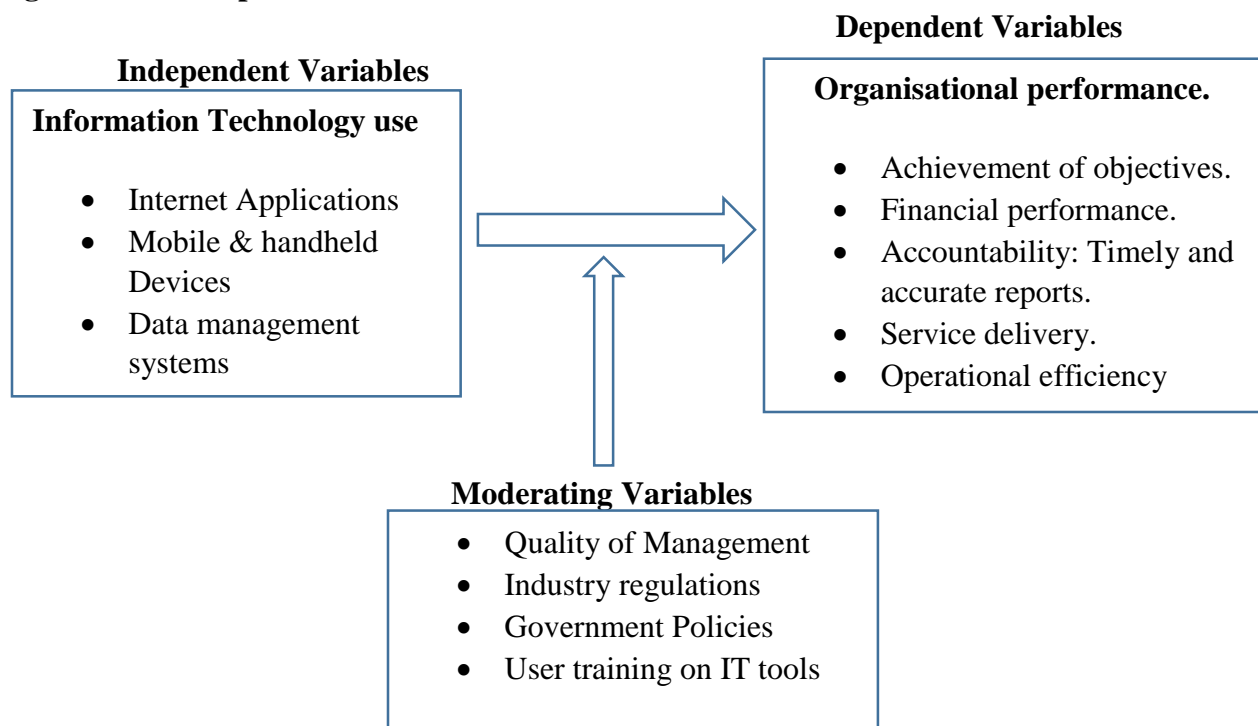 Dependent Variables
Independent Variables
Information Technology use
• Internet Applications
• Mobile & handheld
Devices
• Data management
systems
Organisational performance.
• Achievement of objectives.
• Financial performance.
• Accountability: Timely and
accurate reports.
• Service delivery.
• Operational efficiency
Moderating Variables
• Quality of Management
• Industry regulations
• Government Policies
• User training on IT tools